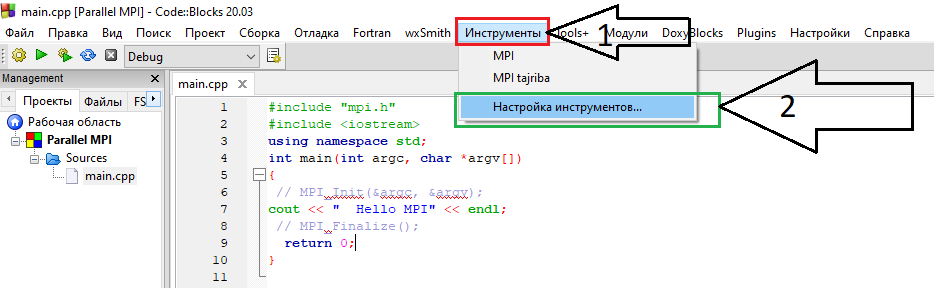 main.cpp [Parallel MPI] - Code::Blocks 20.03
Файл Правка Вид Поиск Проект Сборка Отладка Fortran wxSmith Инструменты 1 Tools+ Модули DoxyBlocks Plugins Настройки Справка
Debug
MPI
MPI tajriba
Настройка инструментов...
2
Management
Проекты Файлы FS
Рабочая область
Parallel MPI
Sources
main.cpp
main.cpp
1 #include "mpi.h"
2 #include <iostream>
3 using namespace std;
4 int main(int argc, char *argv[])
5 {
6 // MPI_Init(&argc, &argv);
7 cout << "  Hello MPI" << endl;
8 // MPI_Finalize();
9 return 0;
10 }
11